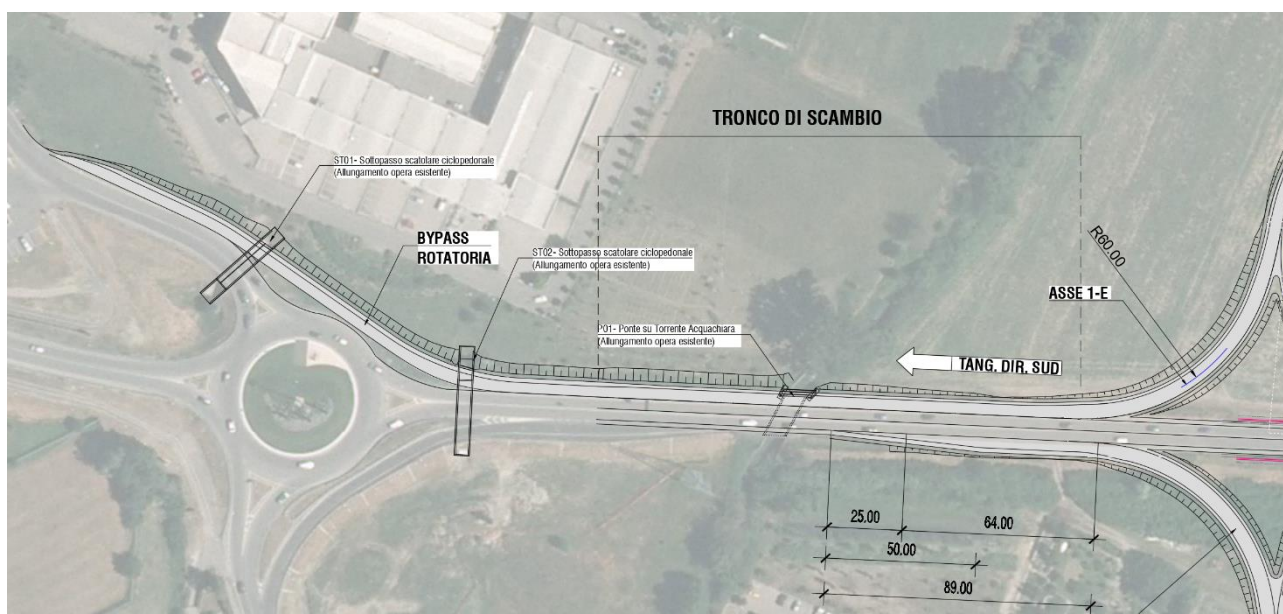 TRONCO DI SCAMBIO
ST01- Sottopasso scatolare ciclopedonale
(Allungamento opera esistente)
BYPASS
ROTATORIA
ST02- Sottopasso scatolare ciclopedonale
(Allungamento opera esistente)
R60.00
ASSE 1-E
P01- Ponte su Torrente Acquachiara
(Allungamento opera esistente)
TANG. DIR. SUD
25.00
64.00
50.00
89.00